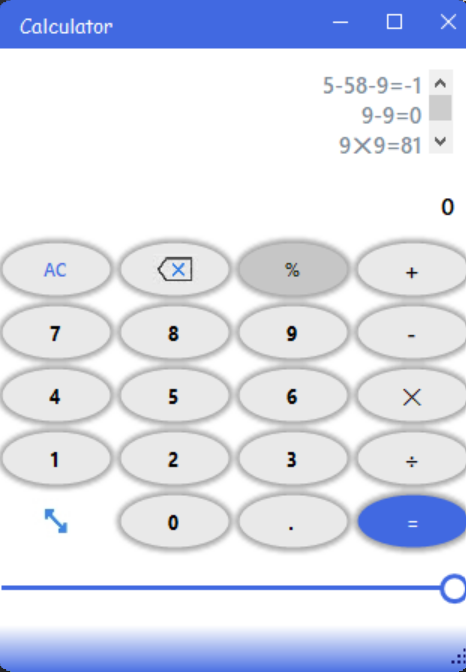 Calculator
5-58-9=-1
9-9=0
9×9=81
0
AC % +
7 8 9 -
4 5 6 ×
1 2 3 ÷
0 . =